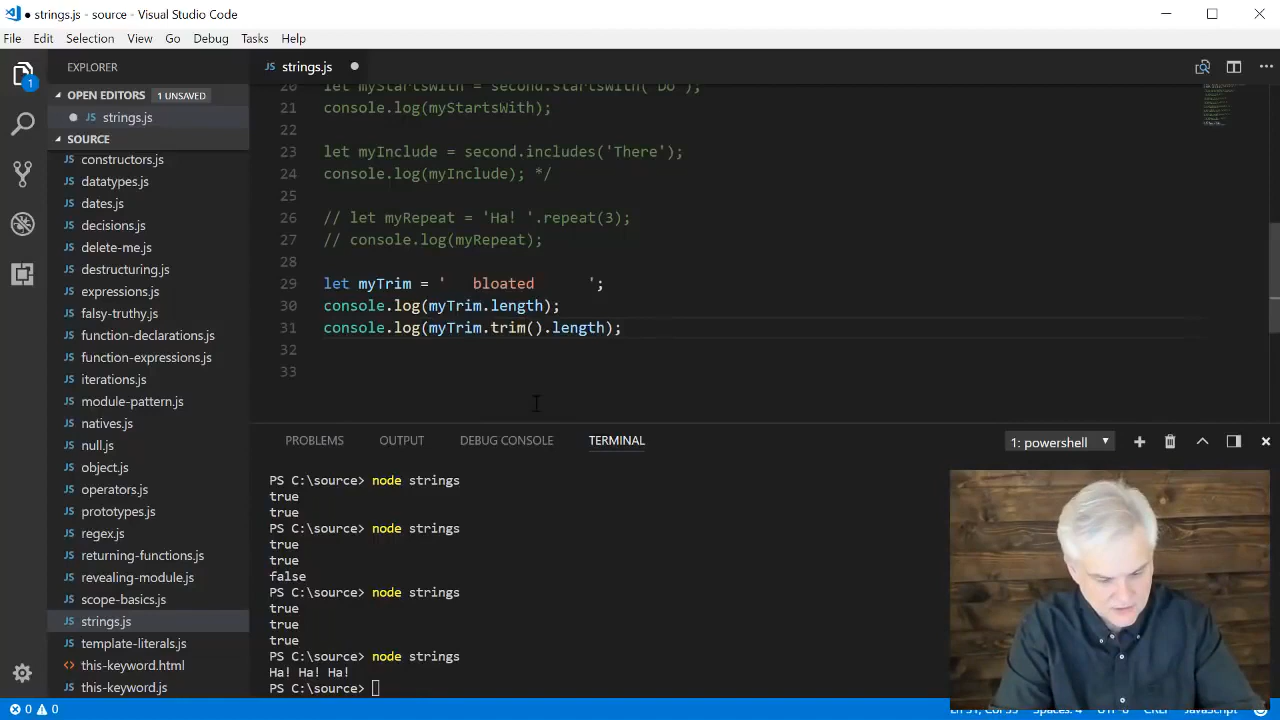 strings.js - source - Visual Studio Code
File Edit Selection View Go Debug Tasks Help
EXPLORER
strings.js
OPEN EDITORS 1 UNSAVED
strings.js
SOURCE
constructors.js
datatypes.js
dates.js
decisions.js
delete-me.js
destructuring.js
expressions.js
falsy-truthy.js
function-declarations.js
function-expressions.js
iterations.js
module-pattern.js
natives.js
null.js
object.js
operators.js
prototypes.js
regex.js
returning-functions.js
revealing-module.js
scope-basics.js
strings.js
template-literals.js
this-keyword.html
this-keyword.js
20 let myStartsWith = second.startsWith('Do');
21 console.log(myStartsWith);
22
23 let myInclude = second.includes('There');
24 console.log(myInclude); */
25
26 // let myRepeat = 'Ha! '.repeat(3);
27 // console.log(myRepeat);
28
29 let myTrim = '   bloated      ';
30 console.log(myTrim.length);
31 console.log(myTrim.trim().length);
32
33
PROBLEMS OUTPUT DEBUG CONSOLE TERMINAL 1: powershell
PS C:\source> node strings
true
true
PS C:\source> node strings
true
true
false
PS C:\source> node strings
true
true
true
PS C:\source> node strings
Ha! Ha! Ha!
PS C:\source>
0 0